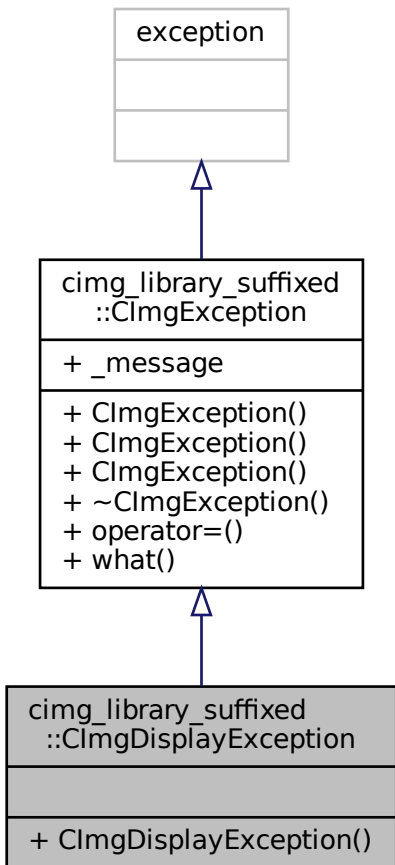 exception
cimg_library_suffixed
::CImgException
+ _message
+ CImgException()
+ CImgException()
+ CImgException()
+ ~CImgException()
+ operator=()
+ what()
cimg_library_suffixed
::CImgDisplayException
+ CImgDisplayException()